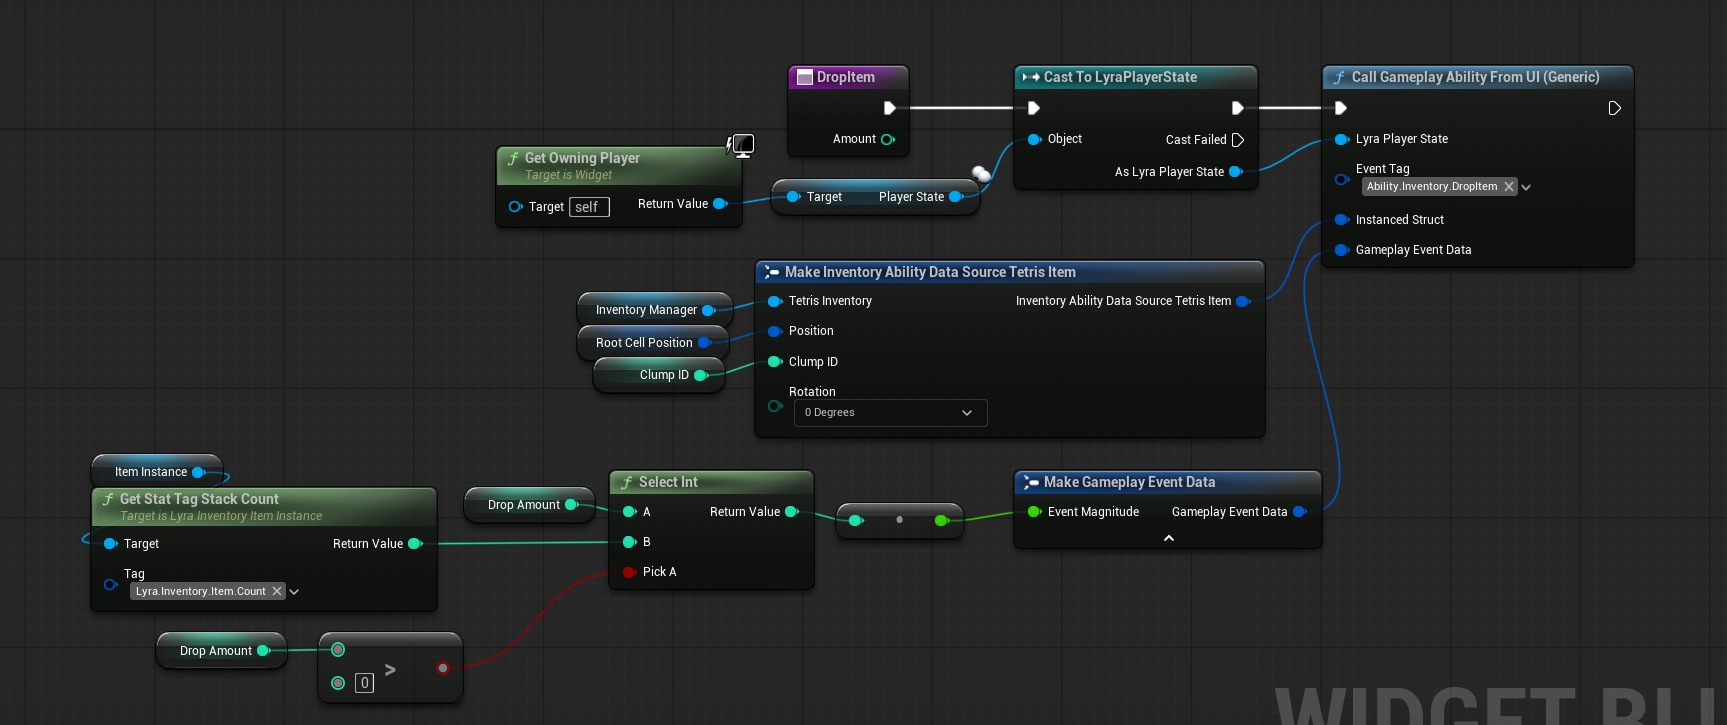 DropItem
Amount
Cast To LyraPlayerState
Object
Cast Failed
As Lyra Player State
Call Gameplay Ability From UI (Generic)
Lyra Player State
Event Tag
Ability.Inventory.DropItem
Instanced Struct
Gameplay Event Data
Get Owning Player
Target is Widget
Target self
Return Value
Target
Player State
Make Inventory Ability Data Source Tetris Item
Tetris Inventory
Inventory Ability Data Source Tetris Item
Position
Clump ID
Rotation
0 Degrees
Inventory Manager
Root Cell Position
Clump ID
Item Instance
Get Stat Tag Stack Count
Target is Lyra Inventory Item Instance
Target
Return Value
Tag
Lyra.Inventory.Item.Count
Drop Amount
Select Int
A
Return Value
B
Pick A
Make Gameplay Event Data
Event Magnitude
Gameplay Event Data
Drop Amount
0
>
WIDGET